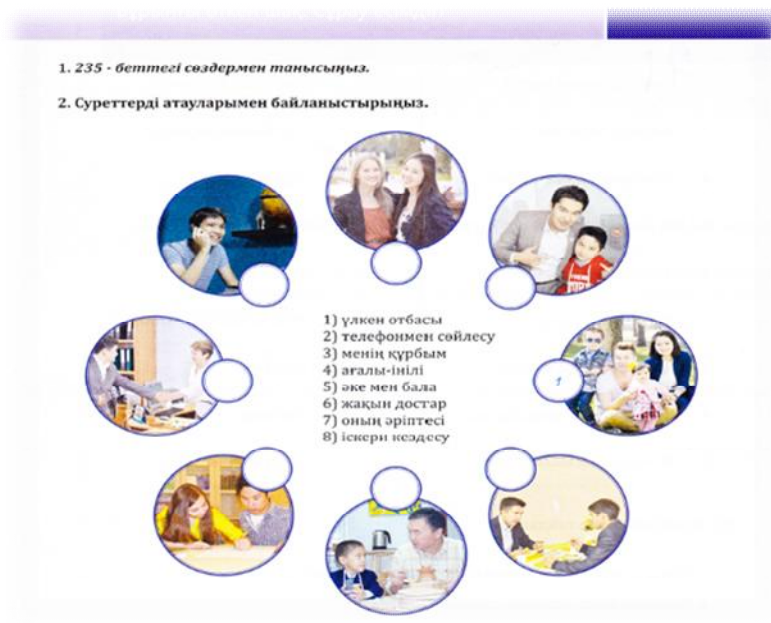 1. 235 - беттегі сөздермен танысыңыз.
2. Суреттерді атауларымен байланыстырыңыз.
1) үлкен отбасы
2) телефонмен сөйлесу
3) менің құрбым
4) ағалы-інілі
5) әке мен бала
6) жақын достар
7) оның әріптесі
8) іскери кездесу
1